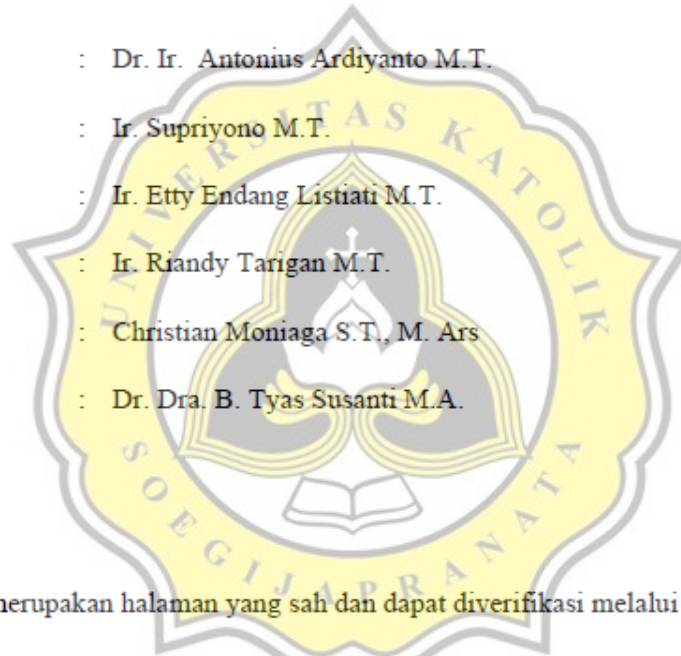 : Dr. Ir. Antonius Ardiyanto M.T.
: Ir. Supriyono M.T.
: Ir. Etty Endang Listiati M.T.
: Ir. Riandy Tarigan M.T.
: Christian Moniaga S.T., M. Ars
: Dr. Dra. B. Tyas Susanti M.A.
UNIVERSITAS KATOLIK
SOEGIJAPRANATA
merupakan halaman yang sah dan dapat diverifikasi melalui